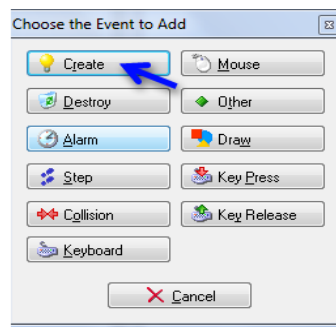 Choose the Event to Add
Create
Mouse
Destroy
Other
Alarm
Draw
Step
Key Press
Collision
Key Release
Keyboard
Cancel